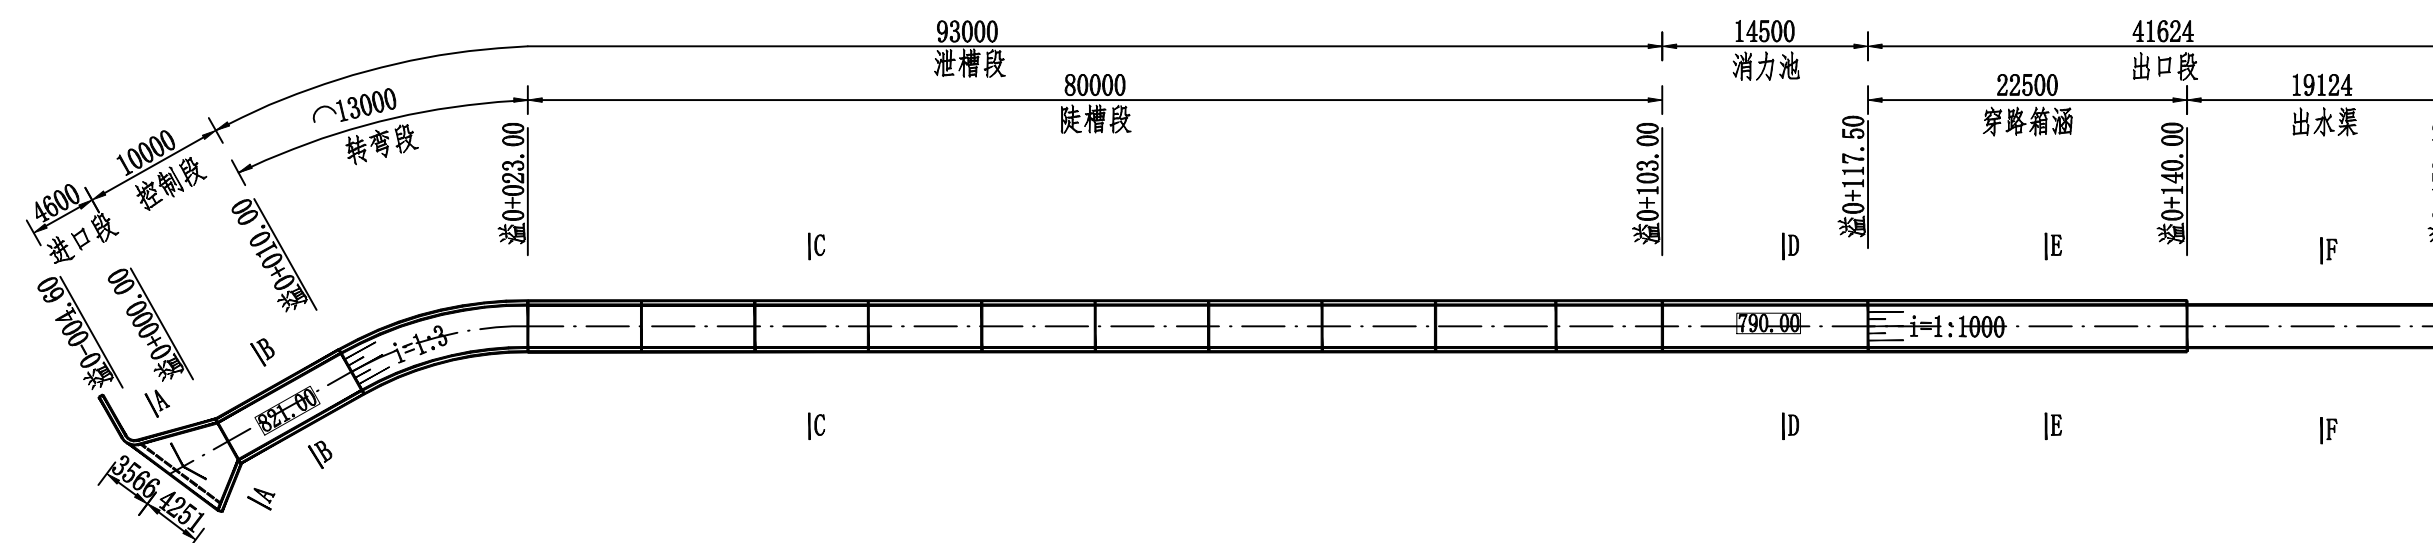 93000
泄槽段
14500
消力池
41624
出口段
80000
陡槽段
22500
穿路箱涵
19124
出水渠
⌒13000
转弯段
10000
控制段
4600
进口段
溢0-004.60
溢0+000.00
溢0+010.00
溢0+023.00
溢0+103.00
溢0+117.50
溢0+140.00
C
D
E
F
B
A
i=1:3
821.00
790.00
i=1:1000
B
A
C
D
E
F
3566
4251